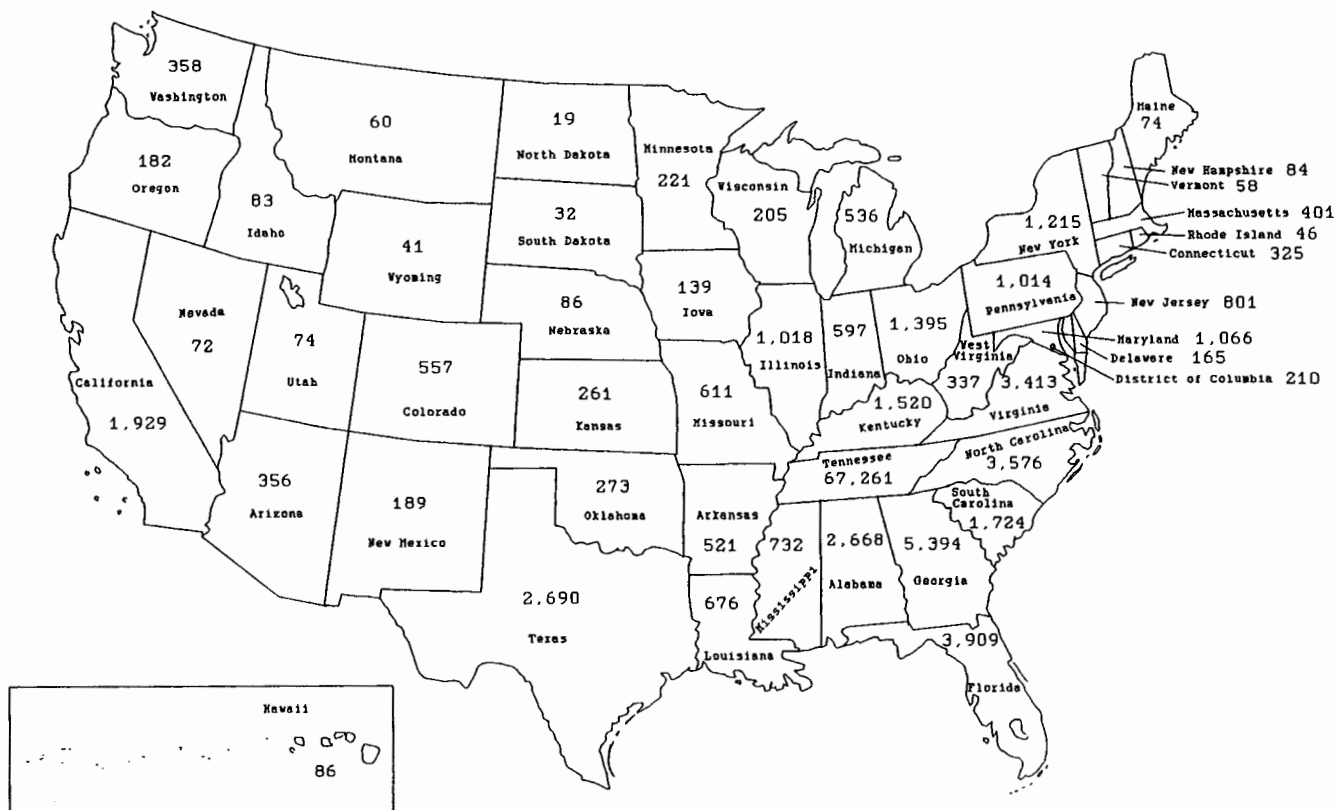 358
Washington
182
Oregon
83
Idaho
60
Montana
41
Wyoming
19
North Dakota
32
South Dakota
86
Nebraska
261
Kansas
Minnesota
221
Wisconsin
205
139
Iowa
536
Michigan
Maine
74
New Hampshire 84
Vermont 58
Massachusetts 401
Rhode Island 46
Connecticut 325
1,215
New York
1,014
Pennsylvania
New Jersey 801
Maryland 1,066
Delaware 165
District of Columbia 210
Nevada
72
74
Utah
557
Colorado
California
1,929
611
Missouri
1,018
Illinois
597
Indiana
1,395
Ohio
West
Virginia
337
3,413
Virginia
1,520
Kentucky
356
Arizona
189
New Mexico
273
Oklahoma
Arkansas
521
Tennessee
67,261
North Carolina
3,576
South
Carolina
1,724
2,690
Texas
676
Louisiana
732
Mississippi
2,668
Alabama
5,394
Georgia
3,909
Florida
Hawaii
86